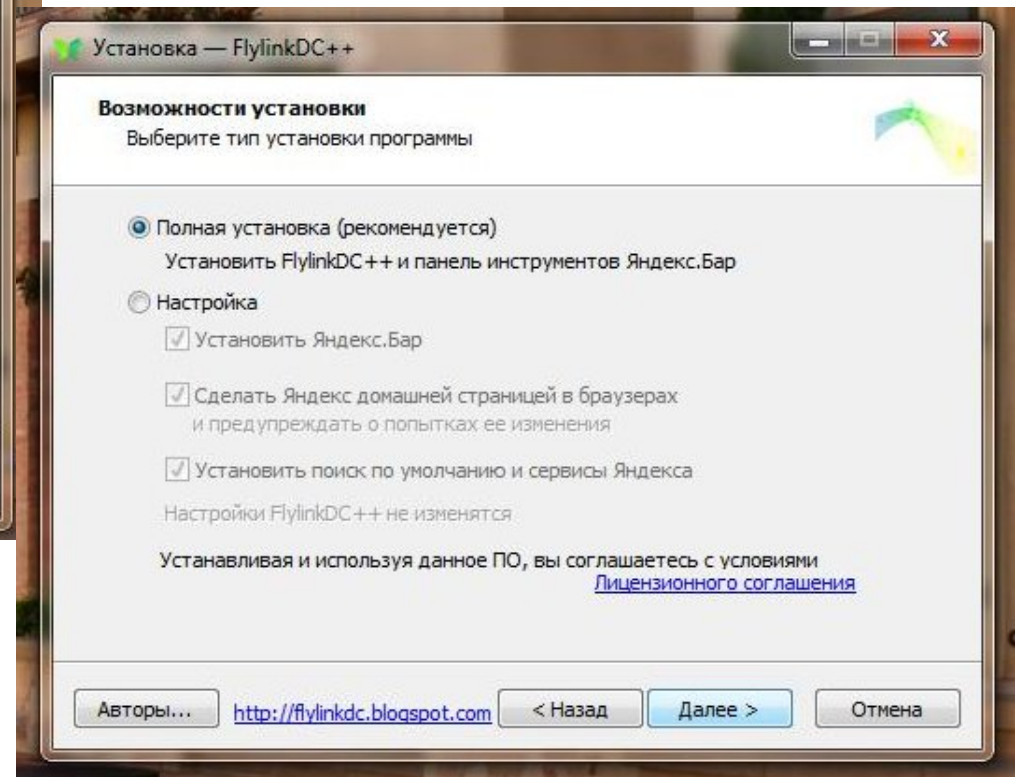 Установка — FlylinkDC++
Возможности установки
Выберите тип установки программы
Полная установка (рекомендуется)
Установить FlylinkDC++ и панель инструментов Яндекс.Бар
Настройка
Установить Яндекс.Бар
Сделать Яндекс домашней страницей в браузерах
и предупреждать о попытках ее изменения
Установить поиск по умолчанию и сервисы Яндекса
Настройки FlylinkDC++ не изменятся
Устанавливая и используя данное ПО, вы соглашаетесь с условиями
Лицензионного соглашения
Авторы... http://flylinkdc.blogspot.com < Назад Далее > Отмена